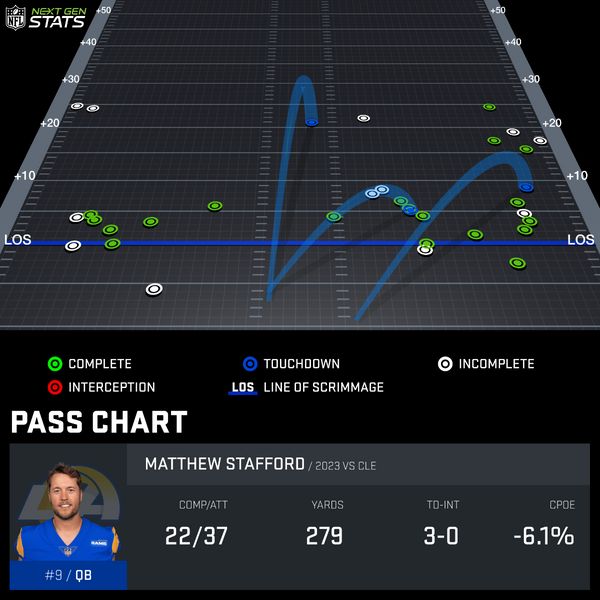 NFL NEXT GEN
STATS
+50 +50
+40 +40
+30 +30
+20 +20
+10 +10
LOS LOS
COMPLETE TOUCHDOWN INCOMPLETE
INTERCEPTION LOS LINE OF SCRIMMAGE
PASS CHART
MATTHEW STAFFORD / 2023 VS CLE
COMP/ATT YARDS TD-INT CPOE
22/37 279 3-0 -6.1%
#9 / QB